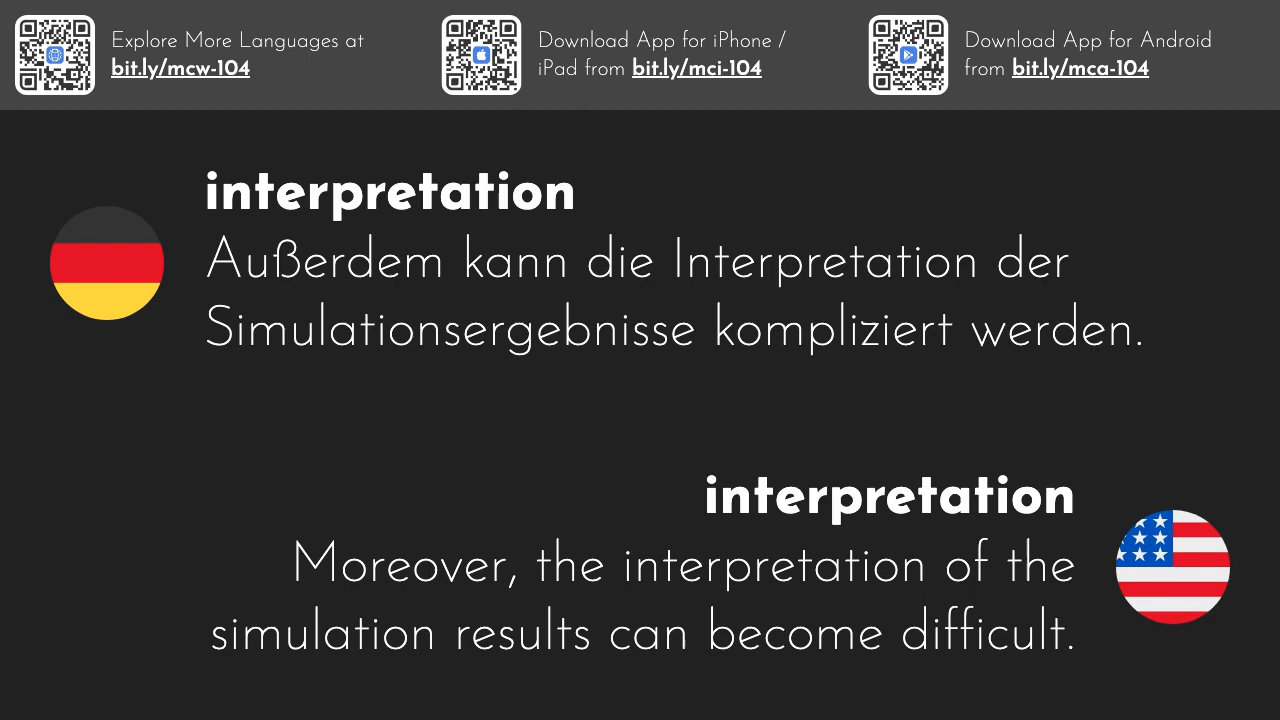 Explore More Languages at
bit.ly/mcw-104
Download App for iPhone /
iPad from bit.ly/mci-104
Download App for Android
from bit.ly/mca-104
interpretation
Außerdem kann die Interpretation der
Simulationsergebnisse kompliziert werden.
interpretation
Moreover, the interpretation of the
simulation results can become difficult.